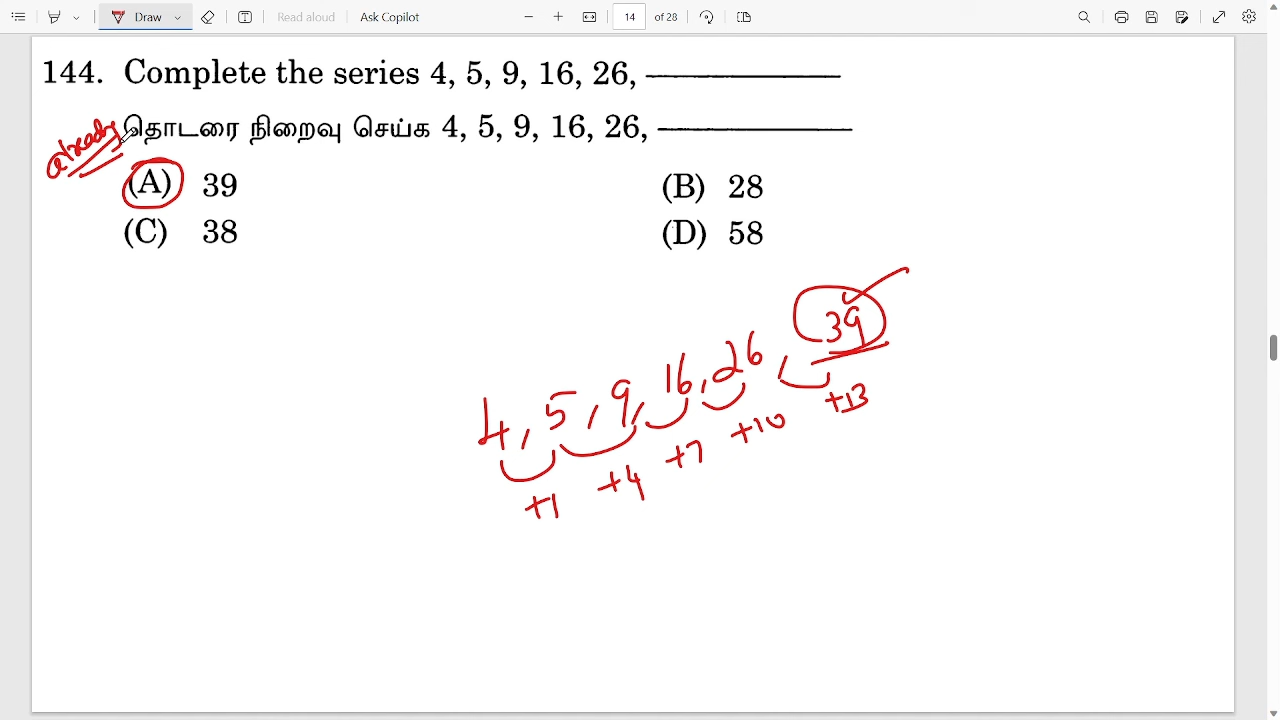 Draw
Read aloud
Ask Copilot
14
of 28
144. Complete the series 4, 5, 9, 16, 26,
தொடரை நிறைவு செய்க 4, 5, 9, 16, 26,
already
(A) 39
(B) 28
(C) 38
(D) 58
4, 5, 9, 16, 26, 39
+1 +4 +7 +10 +13